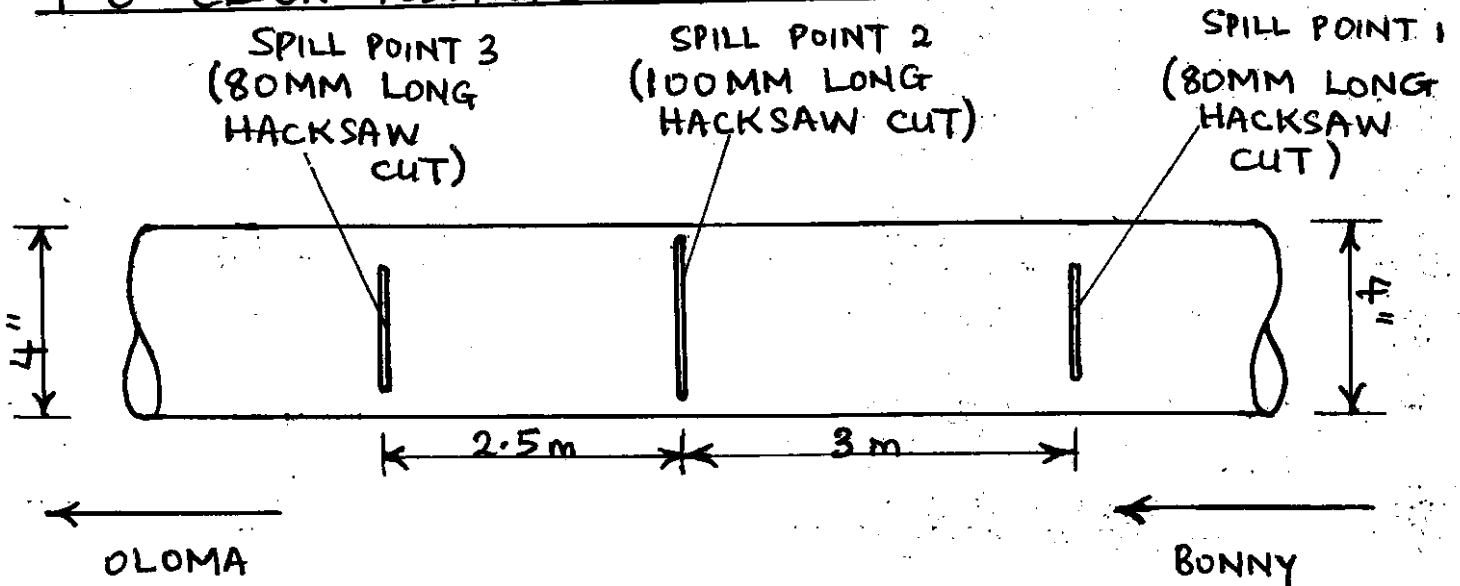 SPILL POINT 3
(80MM LONG
HACKSAW
CUT)
SPILL POINT 2
(100MM LONG
HACKSAW CUT)
SPILL POINT 1
(80MM LONG
HACKSAW
CUT)
4"
4"
2.5m
3m
OLOMA
BONNY